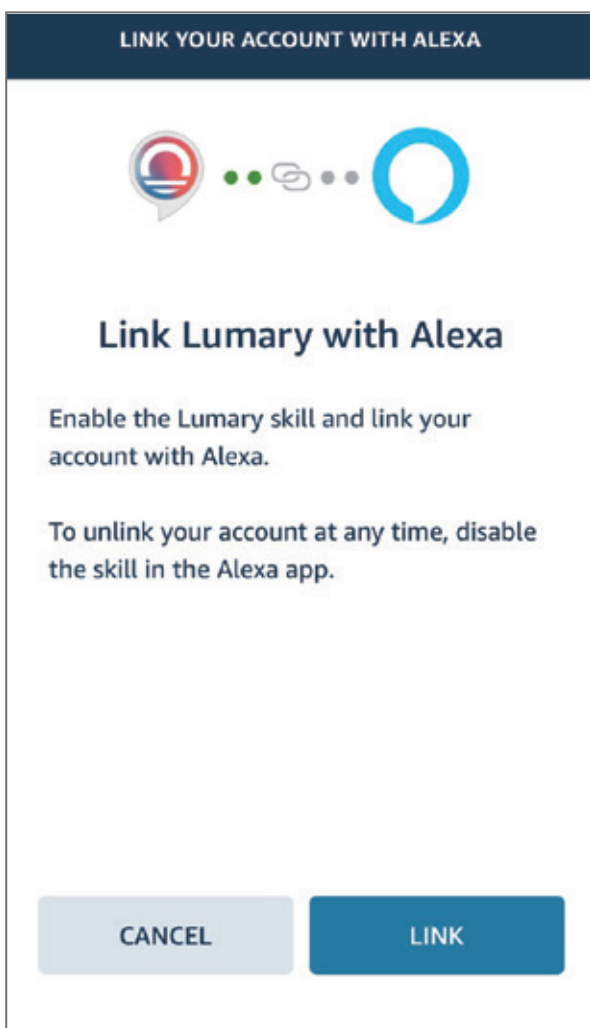 LINK YOUR ACCOUNT WITH ALEXA
Link Lumary with Alexa
Enable the Lumary skill and link your
account with Alexa.
To unlink your account at any time, disable
the skill in the Alexa app.
CANCEL
LINK